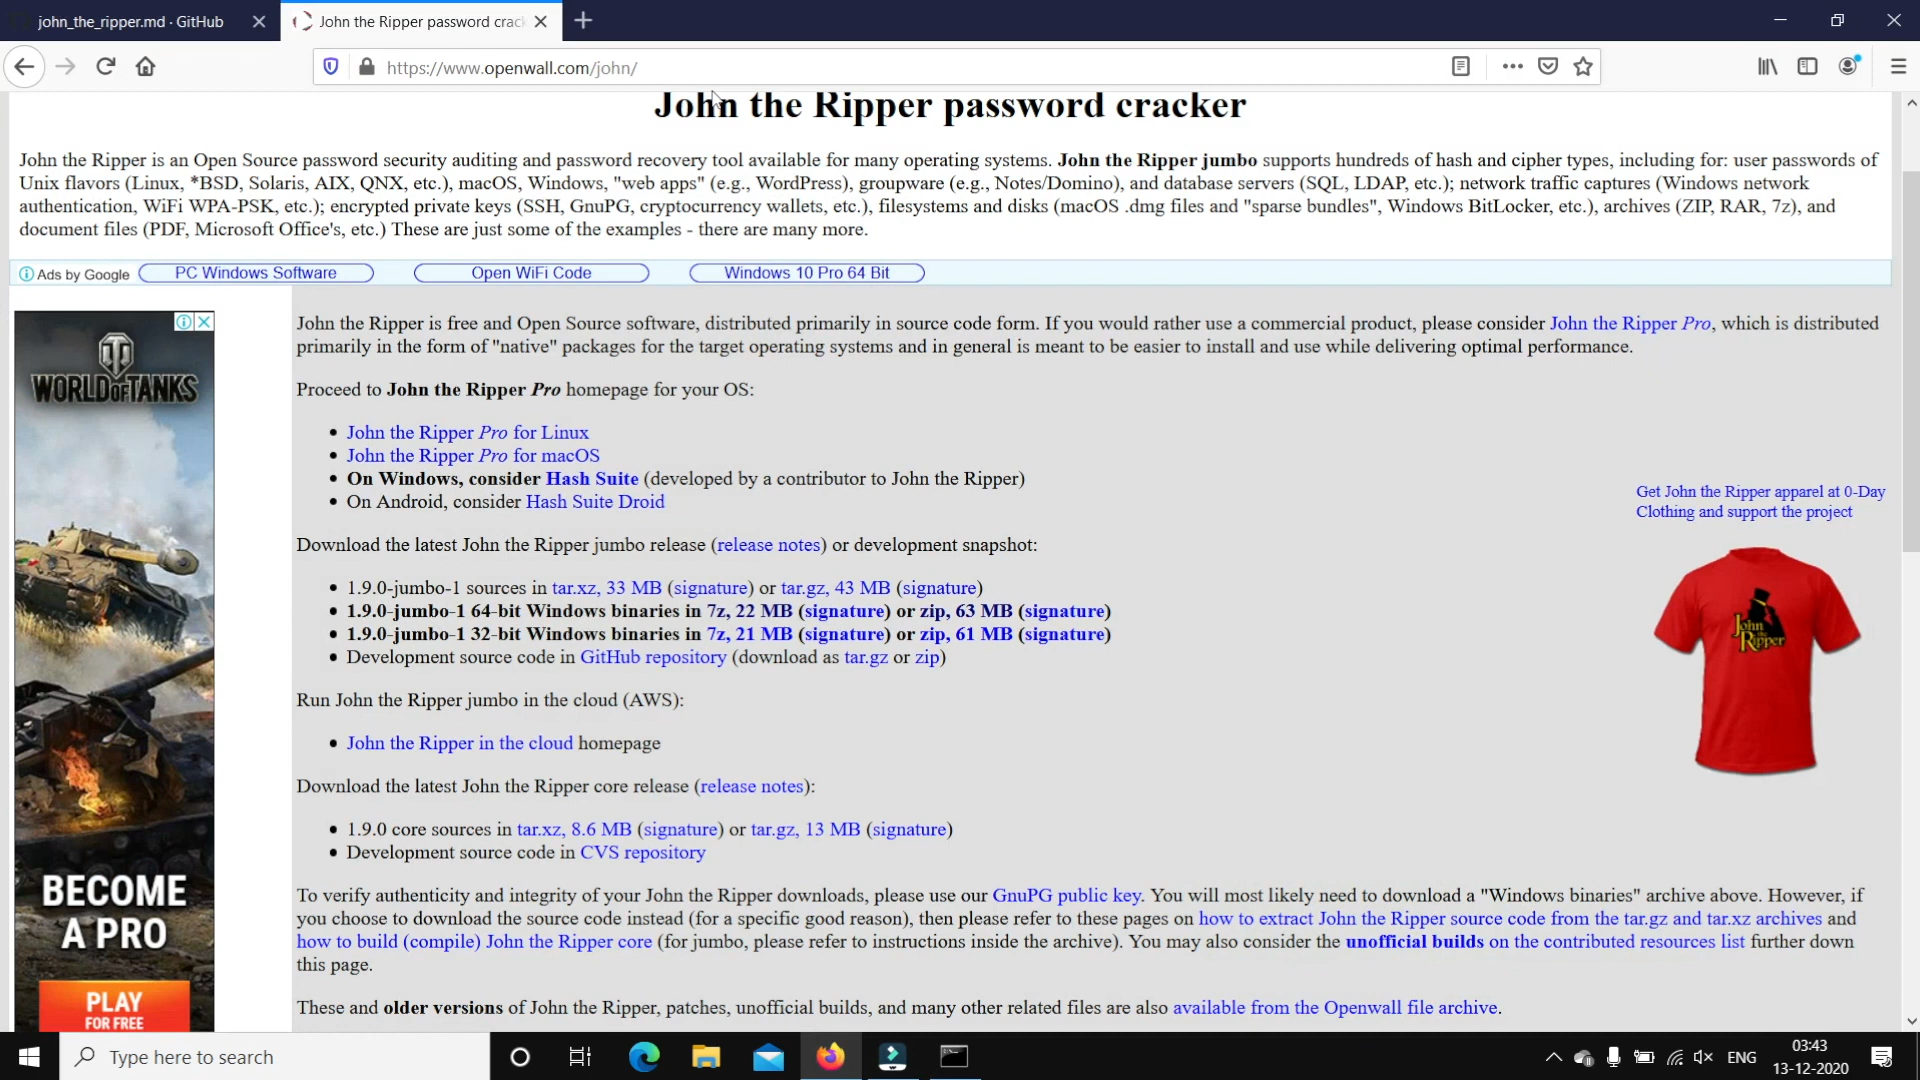 john_the_ripper.md · GitHub
John the Ripper password crack
https://www.openwall.com/john/
John the Ripper password cracker
John the Ripper is an Open Source password security auditing and password recovery tool available for many operating systems. John the Ripper jumbo supports hundreds of hash and cipher types, including for: user passwords of
Unix flavors (Linux, *BSD, Solaris, AIX, QNX, etc.), macOS, Windows, "web apps" (e.g., WordPress), groupware (e.g., Notes/Domino), and database servers (SQL, LDAP, etc.); network traffic captures (Windows network
authentication, WiFi WPA-PSK, etc.); encrypted private keys (SSH, GnuPG, cryptocurrency wallets, etc.), filesystems and disks (macOS .dmg files and "sparse bundles", Windows BitLocker, etc.), archives (ZIP, RAR, 7z), and
document files (PDF, Microsoft Office's, etc.) These are just some of the examples - there are many more.
Ads by Google PC Windows Software Open WiFi Code Windows 10 Pro 64 Bit
WORLD OF TANKS
BECOME
A PRO
PLAY
FOR FREE
John the Ripper is free and Open Source software, distributed primarily in source code form. If you would rather use a commercial product, please consider John the Ripper Pro, which is distributed
primarily in the form of "native" packages for the target operating systems and in general is meant to be easier to install and use while delivering optimal performance.
Proceed to John the Ripper Pro homepage for your OS:
• John the Ripper Pro for Linux
• John the Ripper Pro for macOS
• On Windows, consider Hash Suite (developed by a contributor to John the Ripper)
• On Android, consider Hash Suite Droid
Get John the Ripper apparel at 0-Day
Clothing and support the project
John
the
Ripper
Download the latest John the Ripper jumbo release (release notes) or development snapshot:
• 1.9.0-jumbo-1 sources in tar.xz, 33 MB (signature) or tar.gz, 43 MB (signature)
• 1.9.0-jumbo-1 64-bit Windows binaries in 7z, 22 MB (signature) or zip, 63 MB (signature)
• 1.9.0-jumbo-1 32-bit Windows binaries in 7z, 21 MB (signature) or zip, 61 MB (signature)
• Development source code in GitHub repository (download as tar.gz or zip)
Run John the Ripper jumbo in the cloud (AWS):
• John the Ripper in the cloud homepage
Download the latest John the Ripper core release (release notes):
• 1.9.0 core sources in tar.xz, 8.6 MB (signature) or tar.gz, 13 MB (signature)
• Development source code in CVS repository
To verify authenticity and integrity of your John the Ripper downloads, please use our GnuPG public key. You will most likely need to download a "Windows binaries" archive above. However, if
you choose to download the source code instead (for a specific good reason), then please refer to these pages on how to extract John the Ripper source code from the tar.gz and tar.xz archives and
how to build (compile) John the Ripper core (for jumbo, please refer to instructions inside the archive). You may also consider the unofficial builds on the contributed resources list further down
this page.
These and older versions of John the Ripper, patches, unofficial builds, and many other related files are also available from the Openwall file archive.
Type here to search
ENG
03:43
13-12-2020